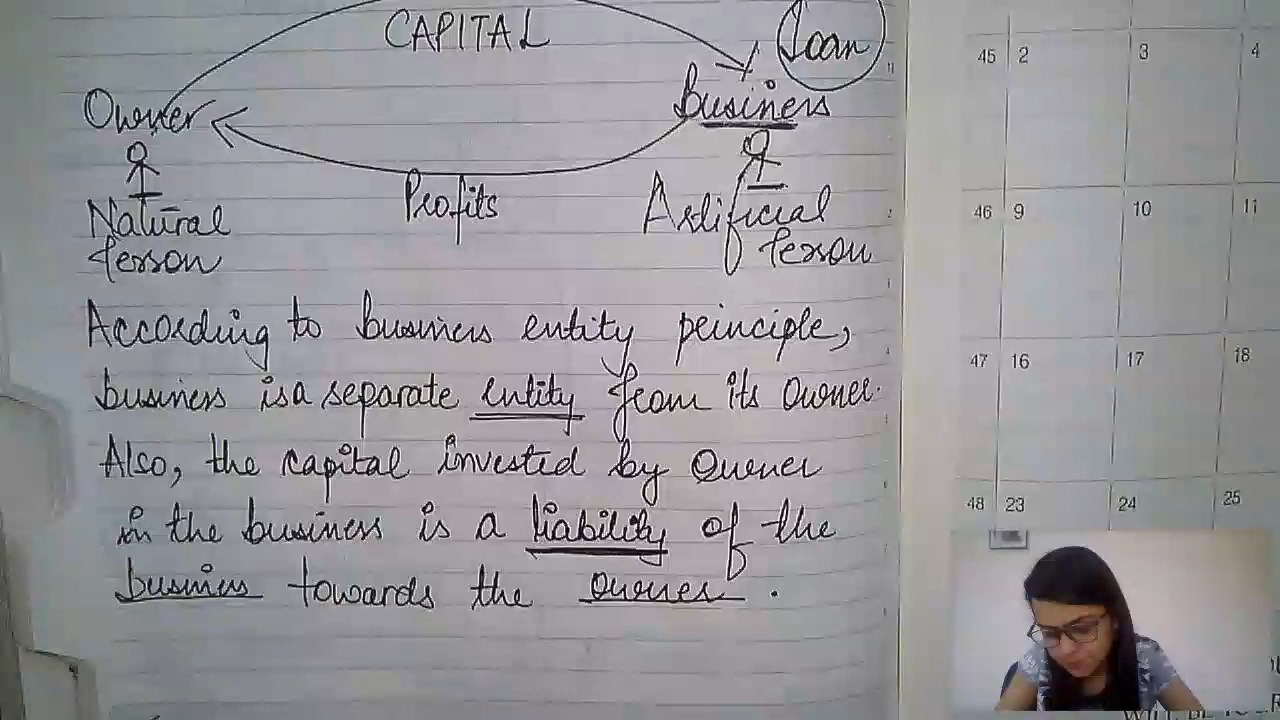 CAPITAL
Loan
Owner
Business
Profits
Natural
Person
Artificial
Person
According to business entity principle,
business is a separate entity from its owner.
Also, the capital invested by Owner
in the business is a liability of the
business towards the owner.
45 2 3 4
46 9 10 11
47 16 17 18
48 23 24 25